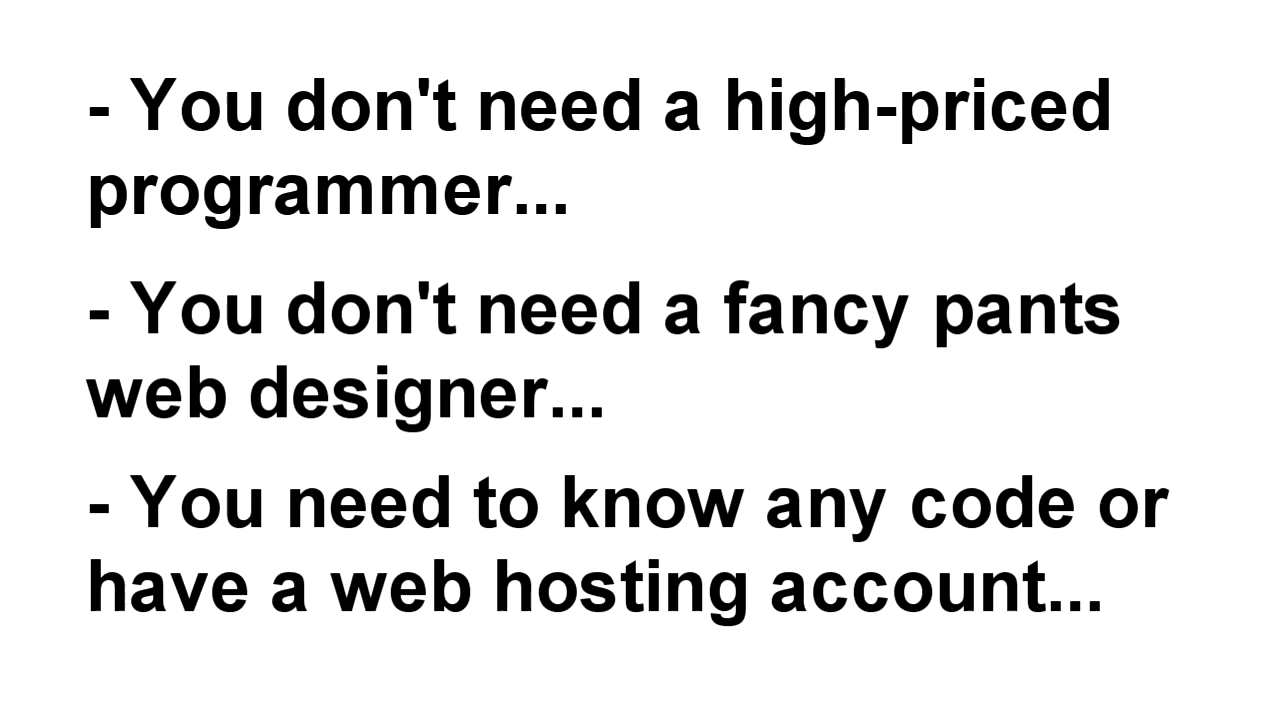 - You don't need a high-priced
programmer...
- You don't need a fancy pants
web designer...
- You need to know any code or
have a web hosting account...